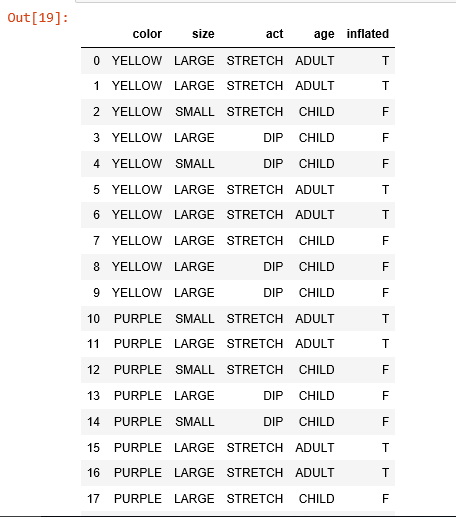 Out[19]:
color size act age inflated
0 YELLOW LARGE STRETCH ADULT T
1 YELLOW LARGE STRETCH ADULT T
2 YELLOW SMALL STRETCH CHILD F
3 YELLOW LARGE DIP CHILD F
4 YELLOW SMALL DIP CHILD F
5 YELLOW LARGE STRETCH ADULT T
6 YELLOW LARGE STRETCH ADULT T
7 YELLOW LARGE STRETCH CHILD F
8 YELLOW LARGE DIP CHILD F
9 YELLOW LARGE DIP CHILD F
10 PURPLE SMALL STRETCH ADULT T
11 PURPLE LARGE STRETCH ADULT T
12 PURPLE SMALL STRETCH CHILD F
13 PURPLE LARGE DIP CHILD F
14 PURPLE SMALL DIP CHILD F
15 PURPLE LARGE STRETCH ADULT T
16 PURPLE LARGE STRETCH ADULT T
17 PURPLE LARGE STRETCH CHILD F